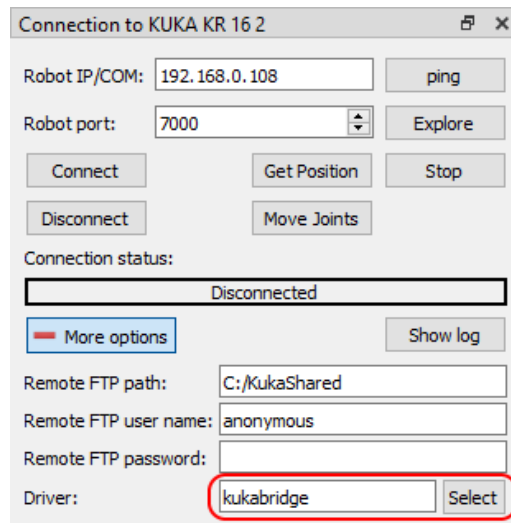 Connection to KUKA KR 16 2
Robot IP/COM: 192.168.0.108 ping
Robot port: 7000 Explore
Connect Get Position Stop
Disconnect Move Joints
Connection status:
Disconnected
More options Show log
Remote FTP path: C:/KukaShared
Remote FTP user name: anonymous
Remote FTP password:
Driver: kukabridge Select